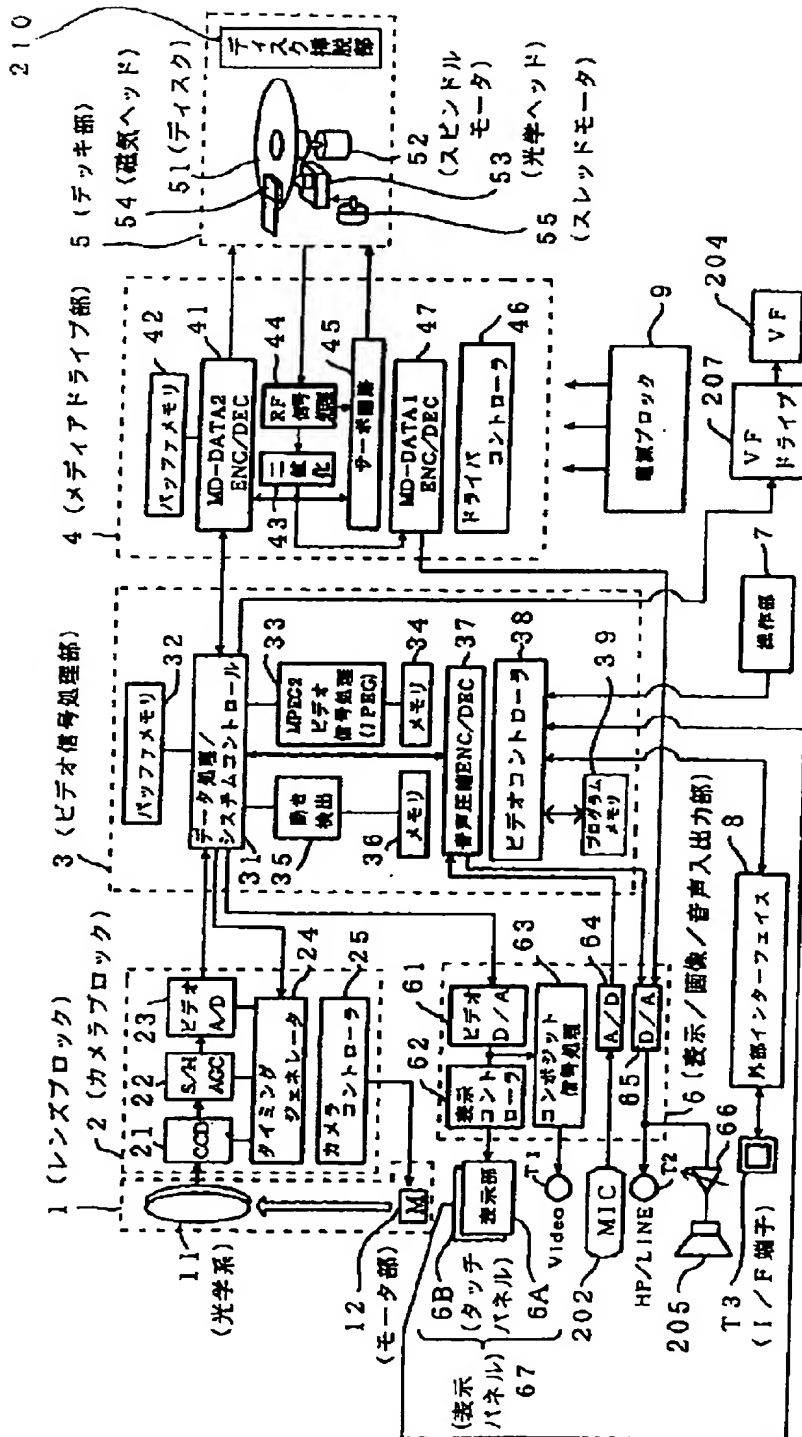 1 (レンズブロック)
2 (カメラブロック)
11
(光学系)
21
CCD
22
S/H
AGC
23
ビデオ
A/D
タイミング
ジェネレータ
24
カメラ
コントローラ
25
12
(モータ部)
M
3 (ビデオ信号処理部)
バッファメモリ
32
データ処理/
システムコントロール
31
MPEG2
ビデオ
信号処理
(JPEG)
33
メモリ
34
動き
検出
35
メモリ
36
音声圧縮ENC/DEC
37
ビデオコントローラ
38
プログラム
メモリ
39
4 (メディアドライブ部)
バッファメモリ
42
MD-DATA2
ENC/DEC
41
RF
信号
処理
44
二値化
43
サーボ回路
45
MD-DATA1
ENC/DEC
47
ドライバ
コントローラ
46
5 (デッキ部)
54 (磁気ヘッド)
51 (ディスク)
ディスク挿脱部
210
52
(スピンドル
モータ)
53
(光学ヘッド)
55
(スレッドモータ)
(表示
パネル)
67
6B
(タッチ
パネル)
表示部
6A
62
表示
コントローラ
61
ビデオ
D/A
コンポジット
信号処理
63
Video
T1
MIC
202
A/D
64
D/A
65
HP/LINE
T2
6 (表示/画像/音声入出力部)
66
205
外部インターフェイス
8
T3
(I/F端子)
操作部
7
電源ブロック
9
VF
ドライブ
207
VF
204